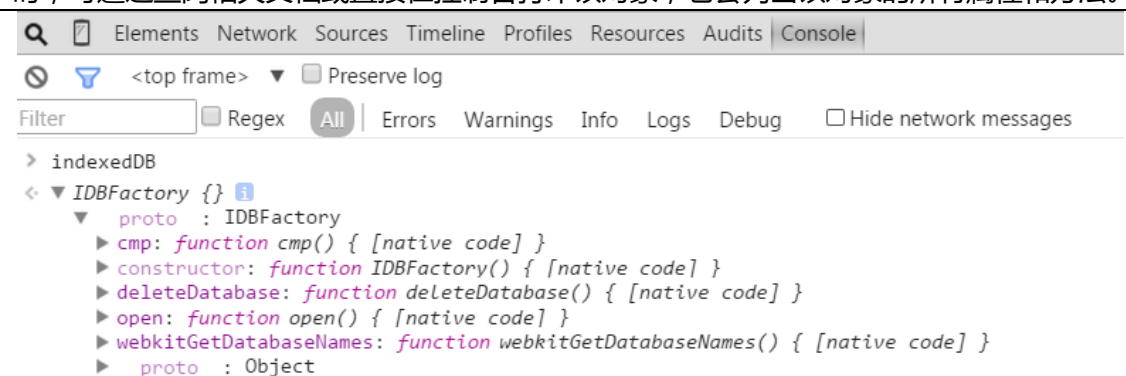 Elements Network Sources Timeline Profiles Resources Audits Console
<top frame> ▼ Preserve log
Filter Regex All Errors Warnings Info Logs Debug Hide network messages
> indexedDB
<· ▼ IDBFactory {} i
▼ proto : IDBFactory
▶ cmp: function cmp() { [native code] }
▶ constructor: function IDBFactory() { [native code] }
▶ deleteDatabase: function deleteDatabase() { [native code] }
▶ open: function open() { [native code] }
▶ webkitGetDatabaseNames: function webkitGetDatabaseNames() { [native code] }
▶ proto : Object